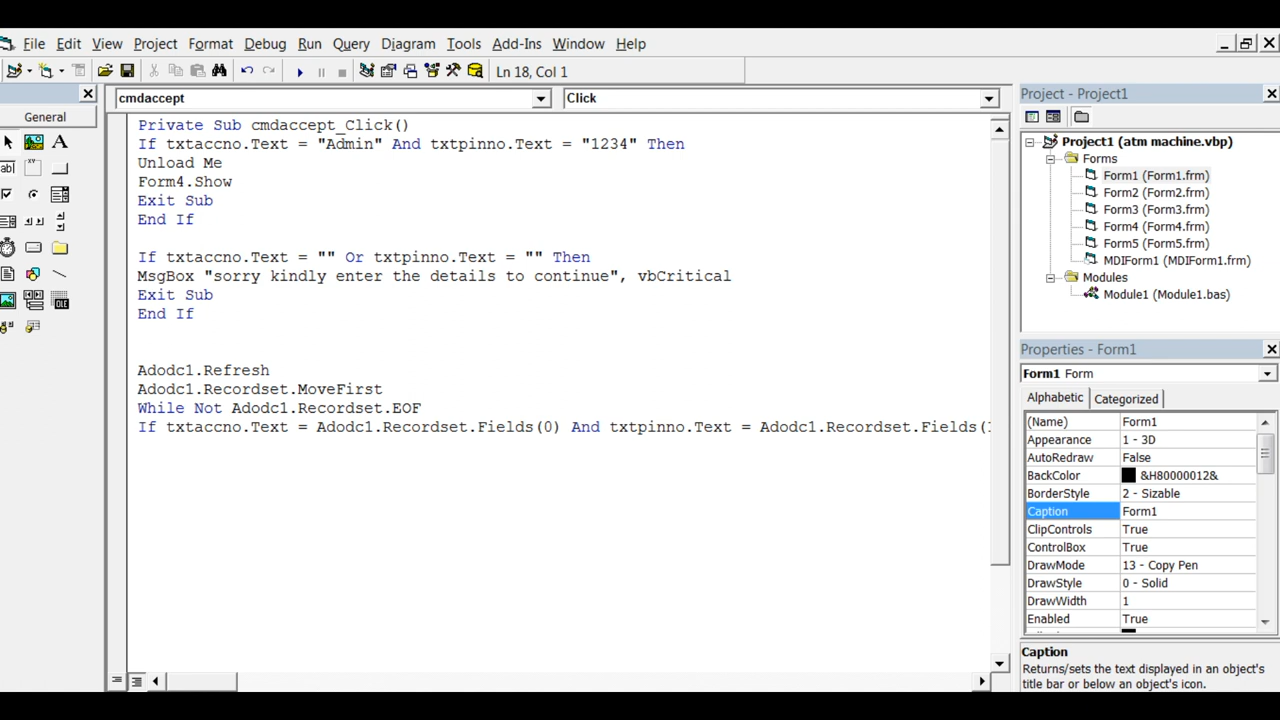 File Edit View Project Format Debug Run Query Diagram Tools Add-Ins Window Help
Ln 18, Col 1
General
cmdaccept
Click
Private Sub cmdaccept_Click()
If txtaccno.Text = "Admin" And txtpinno.Text = "1234" Then
Unload Me
Form4.Show
Exit Sub
End If
If txtaccno.Text = "" Or txtpinno.Text = "" Then
MsgBox "sorry kindly enter the details to continue", vbCritical
Exit Sub
End If
Adodc1.Refresh
Adodc1.Recordset.MoveFirst
While Not Adodc1.Recordset.EOF
If txtaccno.Text = Adodc1.Recordset.Fields(0) And txtpinno.Text = Adodc1.Recordset.Fields(
Project - Project1
Project1 (atm machine.vbp)
Forms
Form1 (Form1.frm)
Form2 (Form2.frm)
Form3 (Form3.frm)
Form4 (Form4.frm)
Form5 (Form5.frm)
MDIForm1 (MDIForm1.frm)
Modules
Module1 (Module1.bas)
Properties - Form1
Form1 Form
Alphabetic Categorized
(Name) Form1
Appearance 1 - 3D
AutoRedraw False
BackColor &H80000012&
BorderStyle 2 - Sizable
Caption Form1
ClipControls True
ControlBox True
DrawMode 13 - Copy Pen
DrawStyle 0 - Solid
DrawWidth 1
Enabled True
Caption
Returns/sets the text displayed in an object's
title bar or below an object's icon.